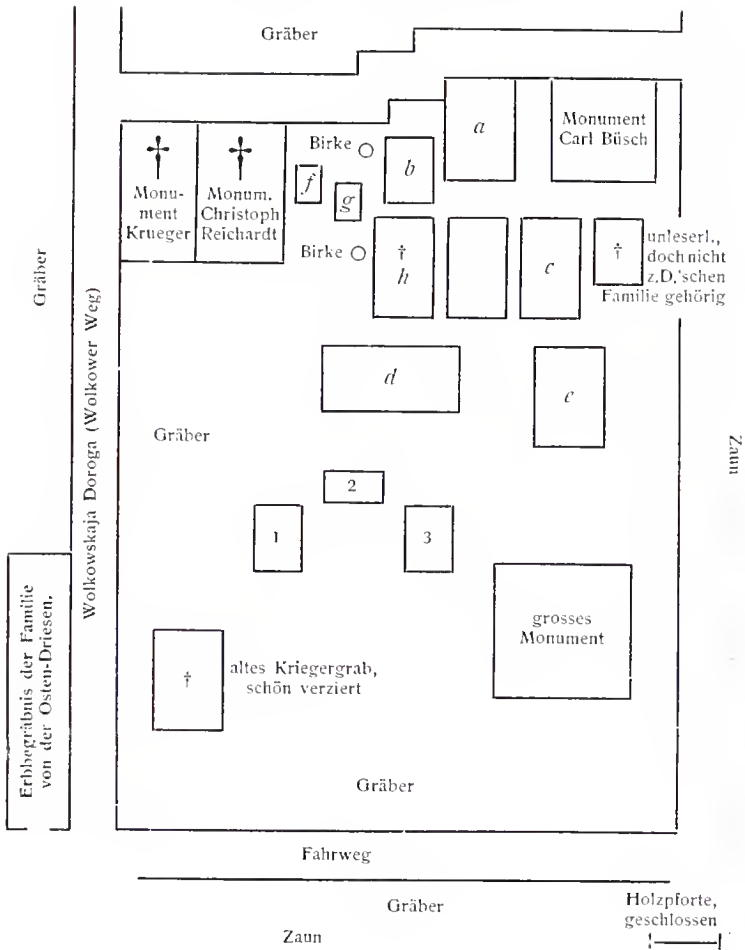 Gräber
a
Monument
Carl Büsch
†
Monu-
ment
Krueger
†
Monum.
Christoph
Reichardt
Birke
f
g
b
Birke
†
h
c
†
unleserl.,
doch nicht
z.D.'schen
Familie gehörig
Gräber
Wolkowskaja Doroga (Wolkower Weg)
d
e
Gräber
Zaun
2
1
3
grosses
Monument
Erbbegräbnis der Familie
von der Osten-Driesen.
†
altes Kriegergrab,
schön verziert
Gräber
Fahrweg
Gräber
Holzpforte,
geschlossen
Zaun